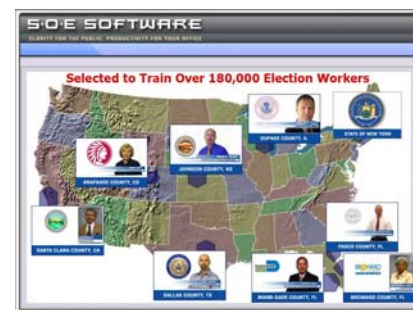 S·O·E SOFTWARE
CLARITY FOR THE PUBLIC, PRODUCTIVITY FOR YOUR OFFICE
Selected to Train Over 180,000 Election Workers
DUPAGE COUNTY, IL
STATE OF NEW YORK
ARAPAHOE COUNTY, CO
JOHNSON COUNTY, KS
SANTA CLARA COUNTY, CA
PASCO COUNTY, FL
DALLAS COUNTY, TX
MIAMI-DADE COUNTY, FL
BROWARD COUNTY, FL